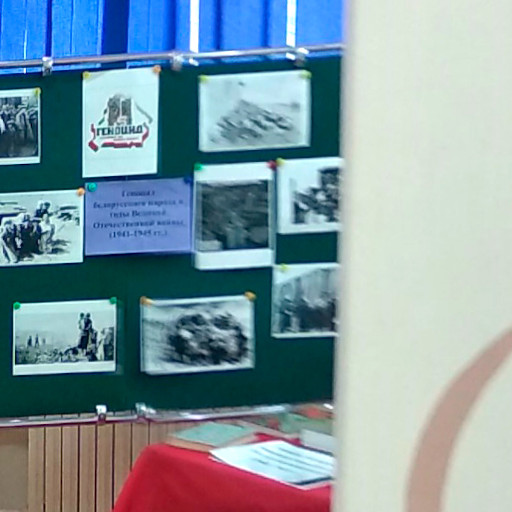 ГЕНОЦИД
Геноцид
белорусского народа в
годы Великой
Отечественной войны
(1941-1945 гг.)